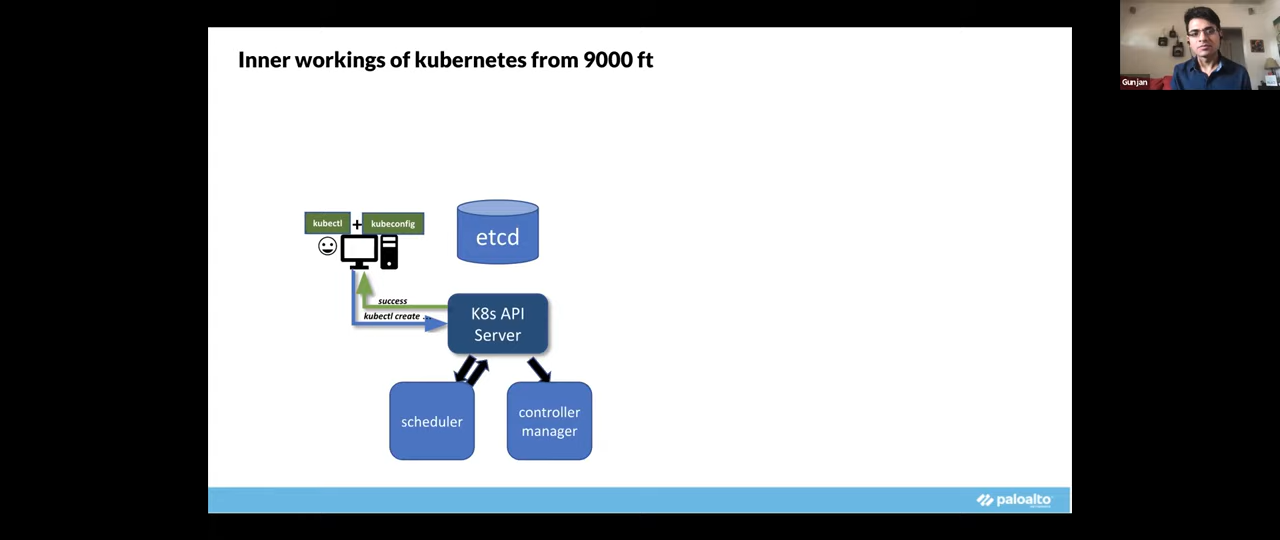 Inner workings of kubernetes from 9000 ft
Gunjan
kubectl + kubeconfig
etcd
success
kubectl create ...
K8s API
Server
scheduler
controller
manager
paloalto